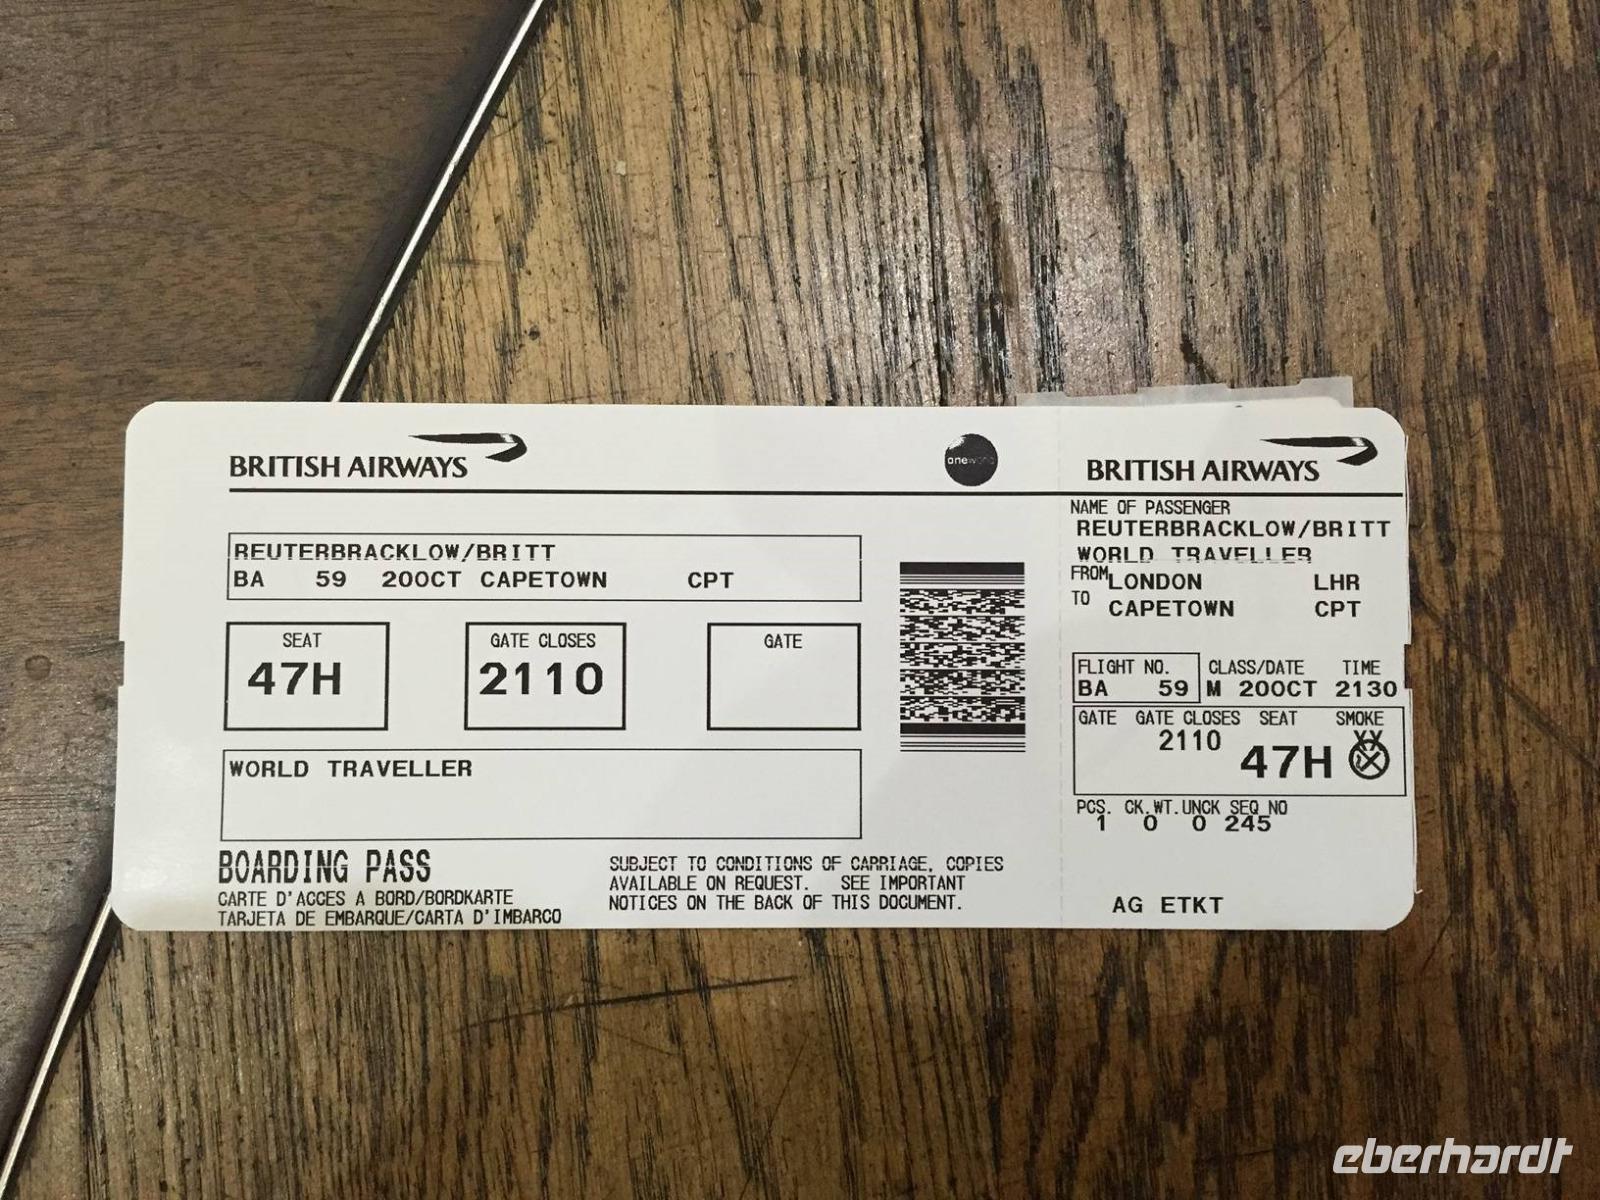 BRITISH AIRWAYS
oneworld
REUTERBRACKLOW/BRITT
BA 59 20OCT CAPETOWN CPT
SEAT GATE CLOSES GATE
47H 2110
WORLD TRAVELLER
BOARDING PASS
CARTE D'ACCES A BORD/BORDKARTE
TARJETA DE EMBARQUE/CARTA D'IMBARCO
SUBJECT TO CONDITIONS OF CARRIAGE, COPIES
AVAILABLE ON REQUEST. SEE IMPORTANT
NOTICES ON THE BACK OF THIS DOCUMENT.
BRITISH AIRWAYS
NAME OF PASSENGER
REUTERBRACKLOW/BRITT
WORLD TRAVELLER
FROM LONDON LHR
TO CAPETOWN CPT
FLIGHT NO. CLASS/DATE TIME
BA 59 M 20OCT 2130
GATE GATE CLOSES SEAT SMOKE
2110 47H XX
PCS. CK.WT. UNCK SEQ NO
1 0 0 245
AG ETKT
eberhardt